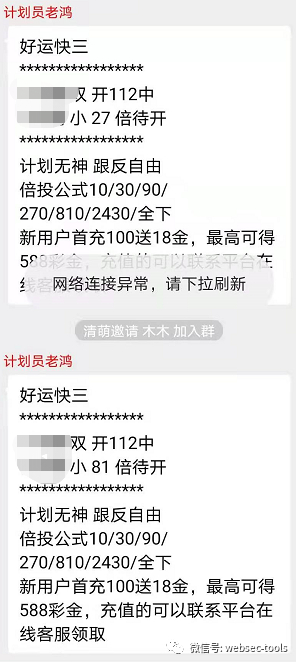 计划员老鸿
好运快三
*****************
双 开112中
小 27 倍待开
*****************
计划无神 跟反自由
倍投公式10/30/90/
270/810/2430/全下
新用户首充100送18金，最高可得
588彩金，充值的可以联系平台在
线客
网络连接异常，请下拉刷新
清萌邀请 木木 加入群
计划员老鸿
好运快三
*****************
双 开112中
小 81 倍待开
*****************
计划无神 跟反自由
倍投公式10/30/90/
270/810/2430/全下
新用户首充100送18金，最高可得
588彩金，充值的可以联系平台在
线客服领取
微信号: websec-tools